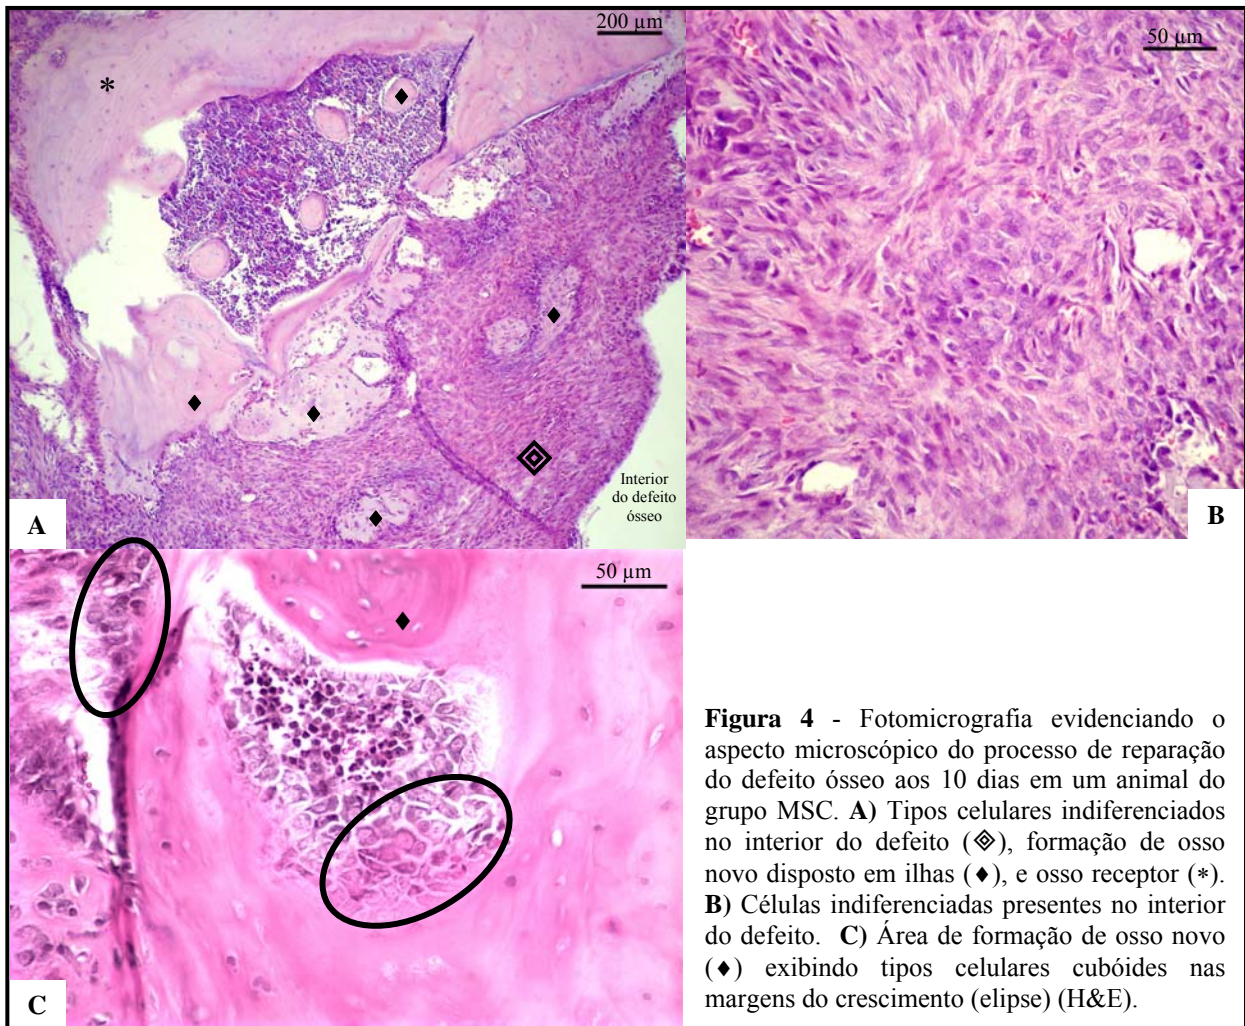 200 µm
*
♦
♦
♦
♦
♦
Interior
do defeito
ósseo
A
50 µm
B
50 µm
♦
C
Figura 4 - Fotomicrografia evidenciando o
aspecto microscópico do processo de reparação
do defeito ósseo aos 10 dias em um animal do
grupo MSC. A) Tipos celulares indiferenciados
no interior do defeito (◈), formação de osso
novo disposto em ilhas (♦), e osso receptor (*).
B) Células indiferenciadas presentes no interior
do defeito. C) Área de formação de osso novo
(♦) exibindo tipos celulares cubóides nas
margens do crescimento (elipse) (H&E).